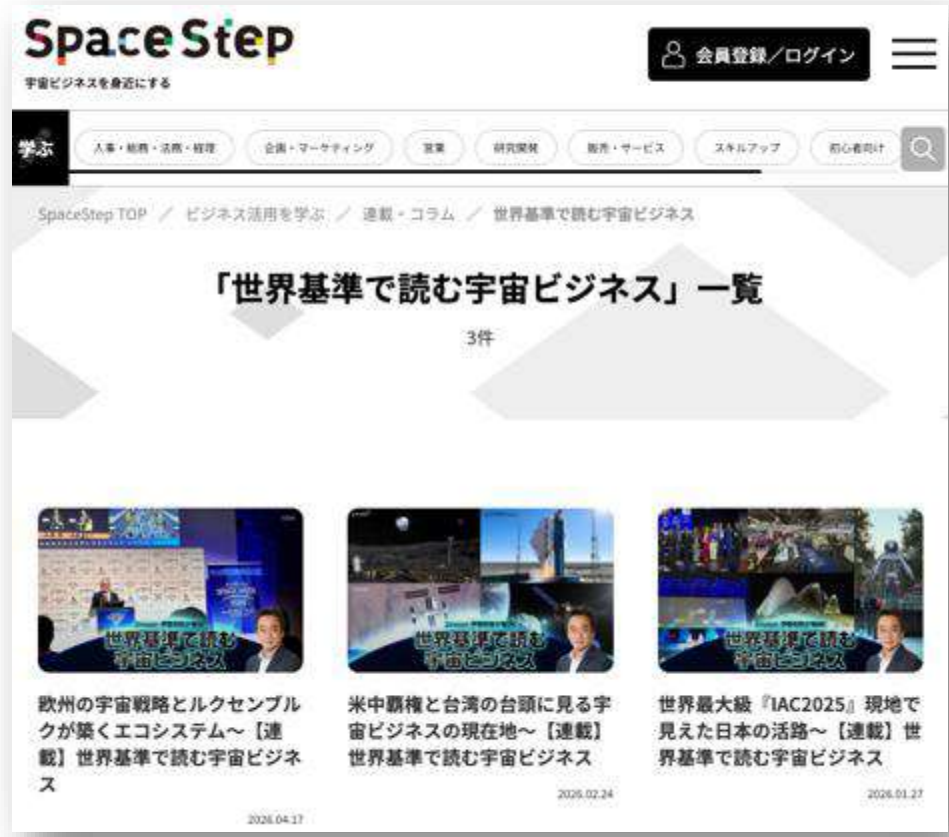 SpaceStep
宇宙ビジネスを身近にする
会員登録／ログイン
学ぶ
人事・総務・法務・経理
企画・マーケティング
営業
研究開発
販売・サービス
スキルアップ
初心者向け
SpaceStep TOP ／ ビジネス活用を学ぶ ／ 連載・コラム ／ 世界基準で読む宇宙ビジネス
「世界基準で読む宇宙ビジネス」一覧
3件
世界基準で読む
宇宙ビジネス
欧州の宇宙戦略とルクセンブル
クが築くエコシステム〜【連
載】世界基準で読む宇宙ビジネ
ス
2026.04.17
世界基準で読む
宇宙ビジネス
米中覇権と台湾の台頭に見る宇
宙ビジネスの現在地〜【連載】
世界基準で読む宇宙ビジネス
2026.02.24
世界基準で読む
宇宙ビジネス
世界最大級『IAC2025』現地で
見えた日本の活路〜【連載】世
界基準で読む宇宙ビジネス
2026.01.27